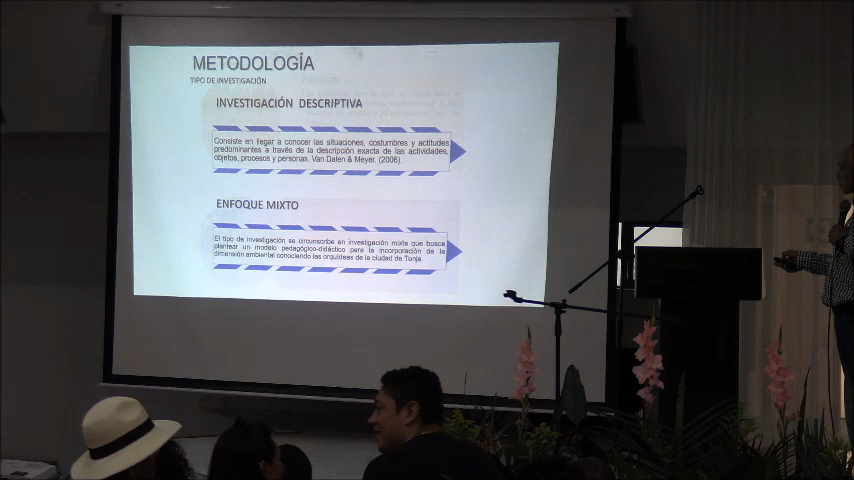 METODOLOGÍA
TIPO DE INVESTIGACIÓN
INVESTIGACIÓN DESCRIPTIVA
Consiste en llegar a conocer las situaciones, costumbres y actitudes
predominantes a través de la descripción exacta de las actividades,
objetos, procesos y personas. Van Dalen & Meyer. (2006).
ENFOQUE MIXTO
El tipo de investigación se circunscribe en investigación mixta que busca
plantear un modelo pedagógico-didáctico para la incorporación de la
dimensión ambiental conociendo las orquídeas de la ciudad de Tunja.